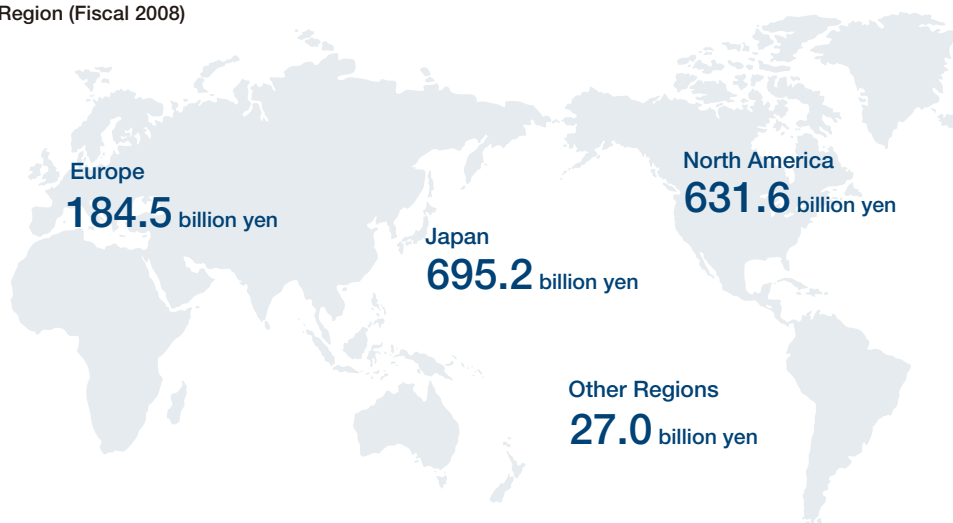 Region (Fiscal 2008)
Europe
184.5 billion yen
North America
631.6 billion yen
Japan
695.2 billion yen
Other Regions
27.0 billion yen